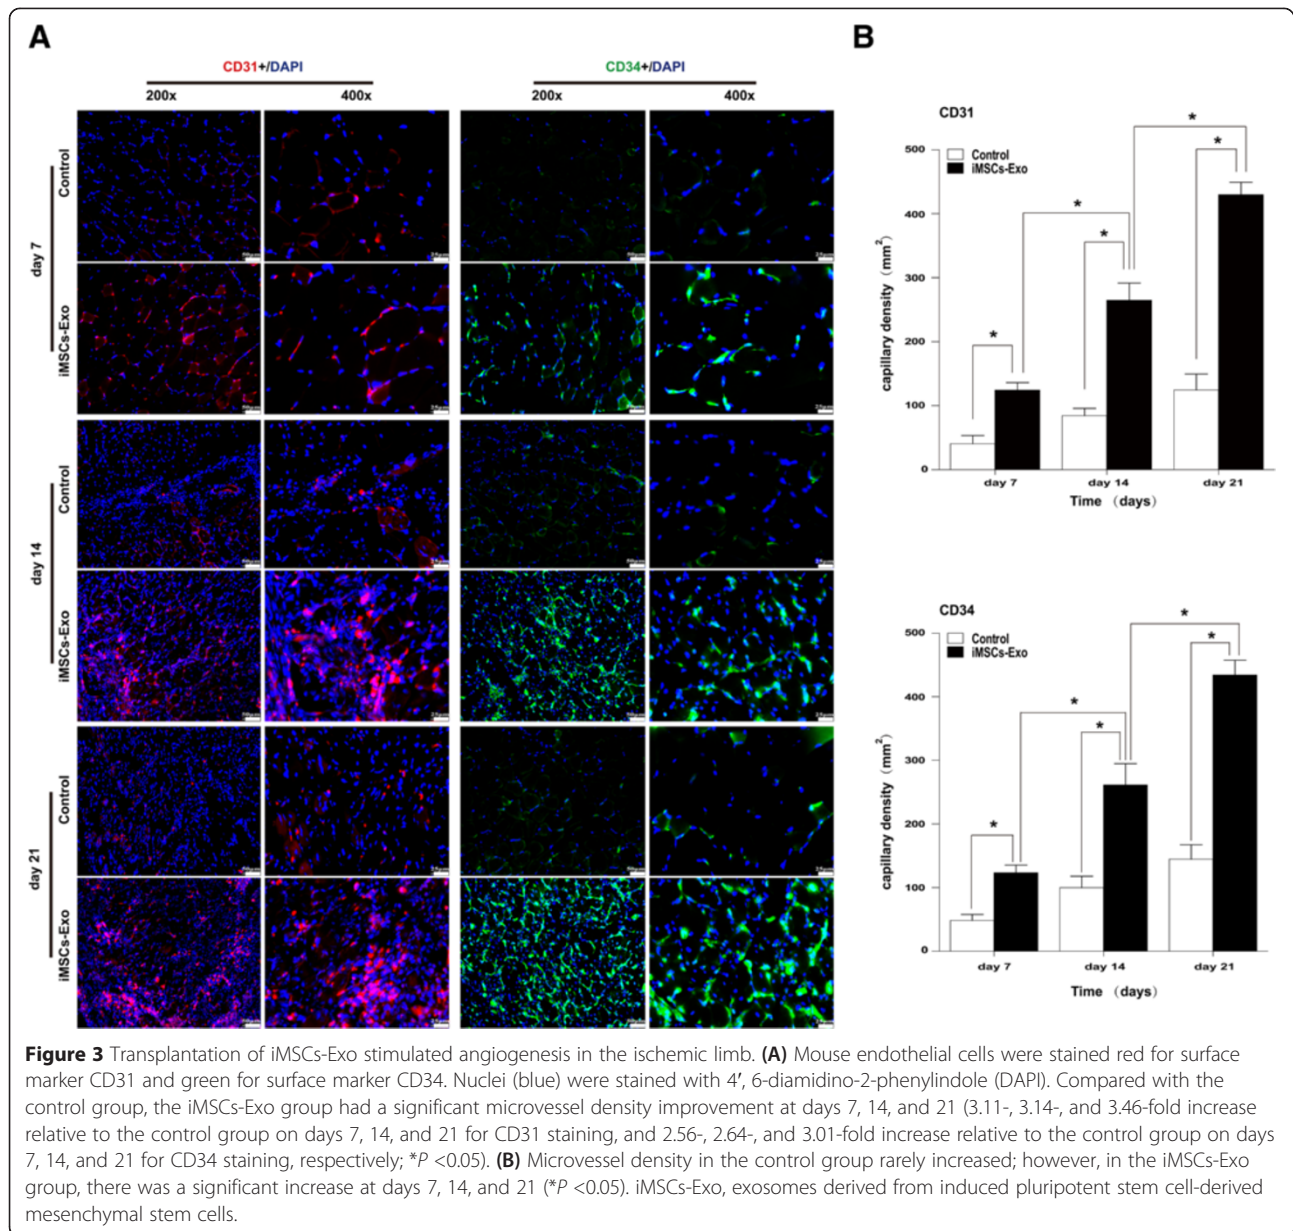 A
CD31+/DAPI
CD34+/DAPI
200x
400x
200x
400x
day 7
Control
iMSCs-Exo
day 14
Control
iMSCs-Exo
day 21
Control
iMSCs-Exo
B
CD31
Control
iMSCs-Exo
capillary density (mm²)
500
400
300
200
100
0
*
*
*
*
*
day 7
day 14
day 21
Time (days)
CD34
Control
iMSCs-Exo
capillary density (mm²)
500
400
300
200
100
0
*
*
*
*
*
day 7
day 14
day 21
Time (days)
Figure 3 Transplantation of iMSCs-Exo stimulated angiogenesis in the ischemic limb. (A) Mouse endothelial cells were stained red for surface
marker CD31 and green for surface marker CD34. Nuclei (blue) were stained with 4′, 6-diamidino-2-phenylindole (DAPI). Compared with the
control group, the iMSCs-Exo group had a significant microvessel density improvement at days 7, 14, and 21 (3.11-, 3.14-, and 3.46-fold increase
relative to the control group on days 7, 14, and 21 for CD31 staining, and 2.56-, 2.64-, and 3.01-fold increase relative to the control group on days
7, 14, and 21 for CD34 staining, respectively; *P <0.05). (B) Microvessel density in the control group rarely increased; however, in the iMSCs-Exo
group, there was a significant increase at days 7, 14, and 21 (*P <0.05). iMSCs-Exo, exosomes derived from induced pluripotent stem cell-derived
mesenchymal stem cells.